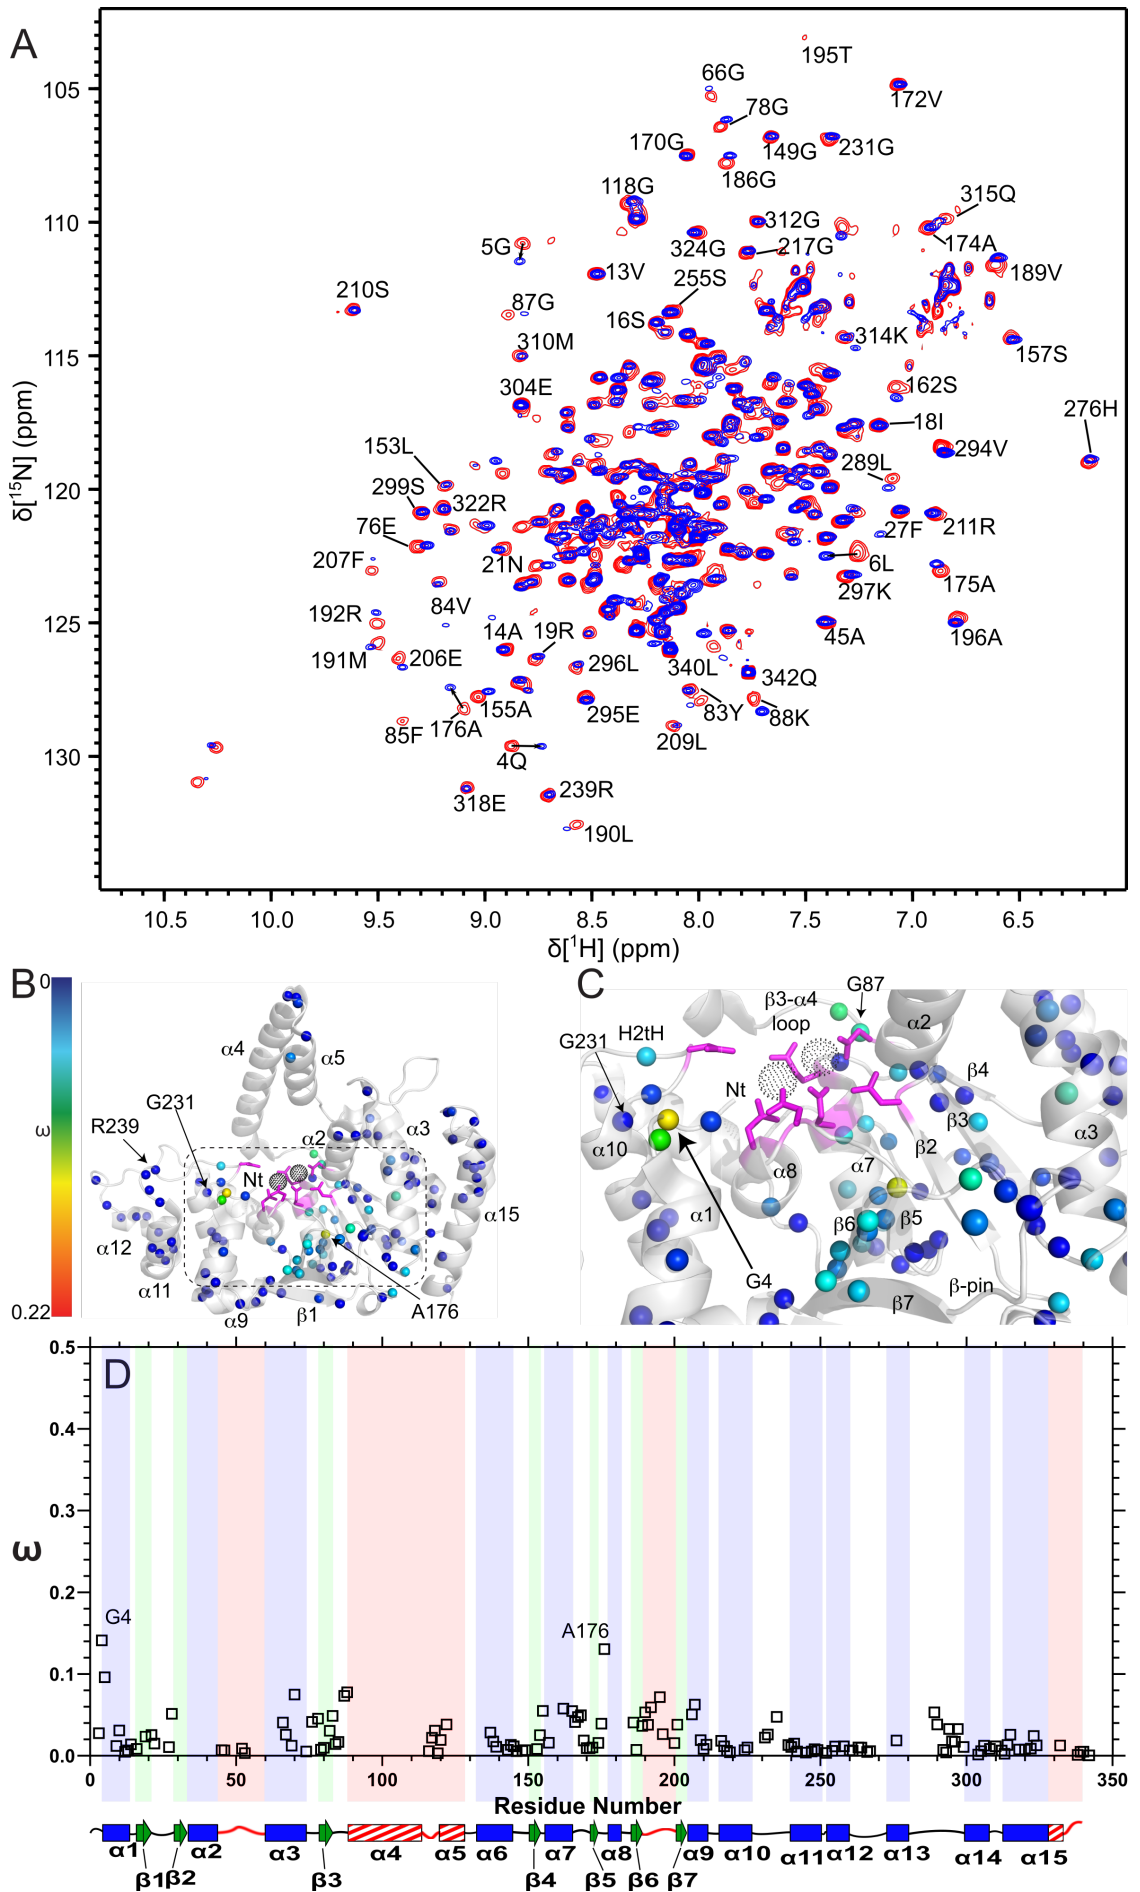 A
195T
66G
105
172V
78G
170G
149G
231G
186G
118G
315Q
110
312G
174A
5G
324G
217G
189V
13V
210S
255S
87G
16S
310M
314K
157S
115
162S
304E
276H
18I
153L
294V
289L
δ[¹⁵N] (ppm)
120
299S
322R
76E
27F
211R
207F
21N
6L
175A
297K
84V
192R
125
14A
19R
45A
196A
191M
206E
296L
340L
342Q
155A
83Y
88K
176A
295E
85F
209L
4Q
130
318E
239R
190L
10.5 10.0 9.5 9.0 8.5 8.0 7.5 7.0 6.5
δ[¹H] (ppm)
B
0
ω
0.22
α4
α5
G231
R239
α2
α3
Nt
α15
α12
α11
α9
β1
A176
C
β3-α4
loop
G87
H2tH
α2
G231
β4
Nt
β3
α10
β2
α3
α8
α7
α1
β6
β5
G4
β7
β-pin
D
0.5
0.4
0.3
ω
0.2
G4
A176
0.1
0.0
0 50 100 150 200 250 300 350
Residue Number
α1 α2 α3 α4 α5 α6 α7 α8 α9 α10 α11 α12 α13 α14 α15
β1 β2 β3 β4 β5 β6 β7